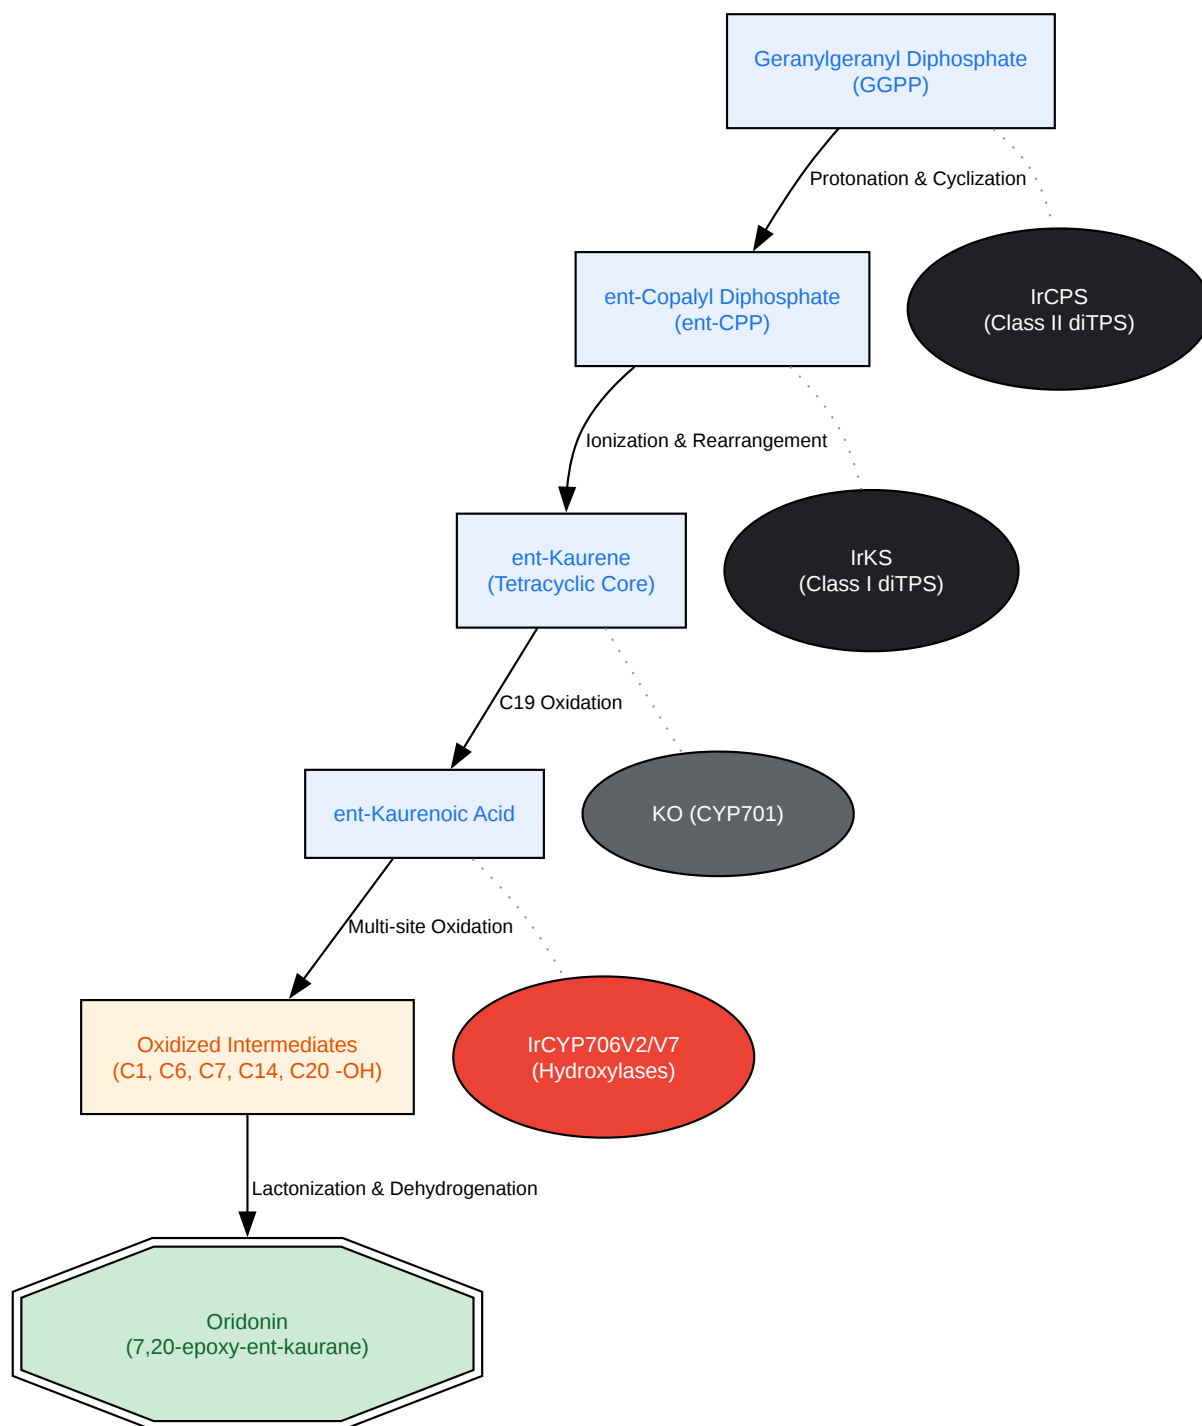 Geranylgeranyl Diphosphate
(GGPP)
Protonation & Cyclization
ent-Copalyl Diphosphate
(ent-CPP)
IrCPS
(Class II diTPS)
Ionization & Rearrangement
ent-Kaurene
(Tetracyclic Core)
IrKS
(Class I diTPS)
C19 Oxidation
ent-Kaurenoic Acid
KO (CYP701)
Multi-site Oxidation
Oxidized Intermediates
(C1, C6, C7, C14, C20 -OH)
IrCYP706V2/V7
(Hydroxylases)
Lactonization & Dehydrogenation
Oridonin
(7,20-epoxy-ent-kaurane)